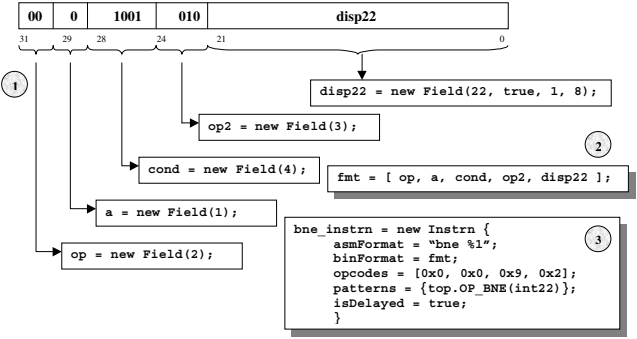 00 0 1001 010 disp22
31 29 28 24 21 0
1
disp22 = new Field(22, true, 1, 8);
op2 = new Field(3);
2
cond = new Field(4);
fmt = [ op, a, cond, op2, disp22 ];
a = new Field(1);
op = new Field(2);
bne_instrn = new Instrn {
3
asmFormat = “bne %1”;
binFormat = fmt;
opcodes = [0x0, 0x0, 0x9, 0x2];
patterns = {top.OP_BNE(int22)};
isDelayed = true;
}